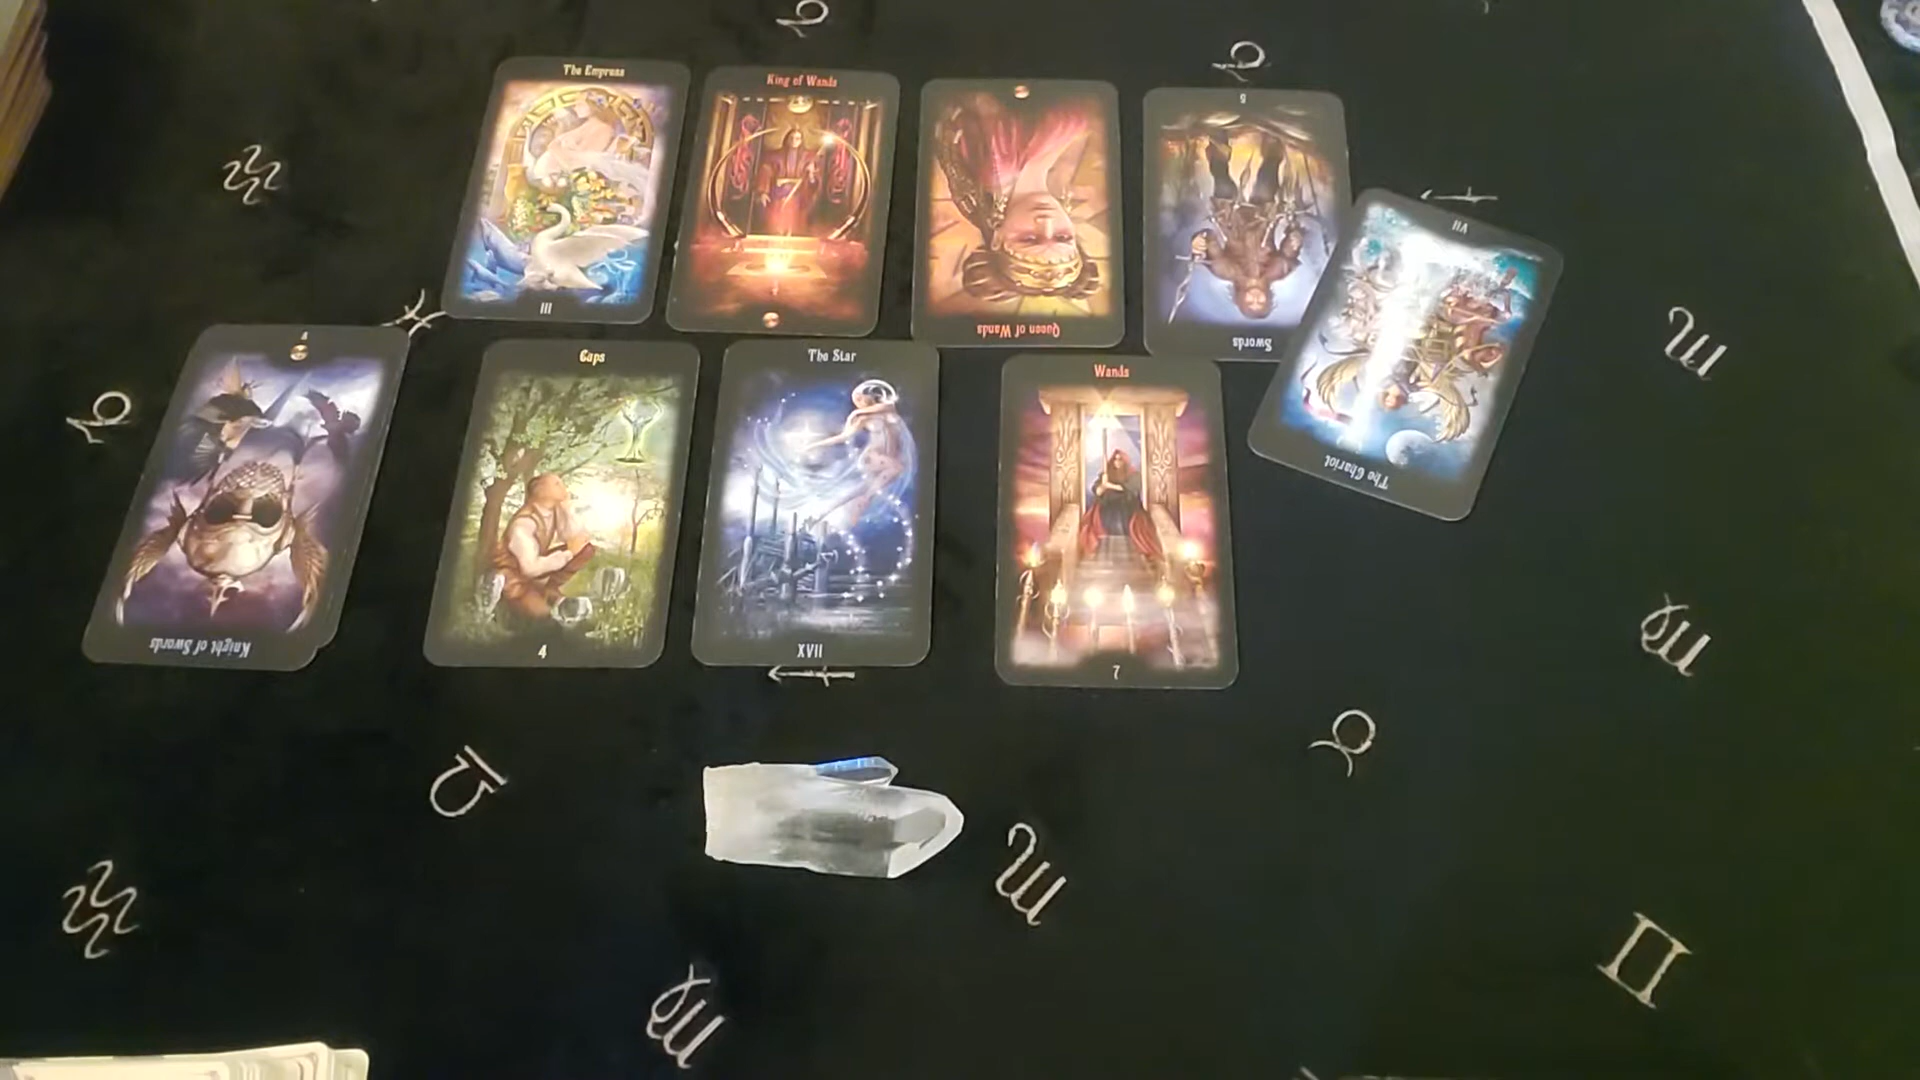 The Empress
III
King of Wands
Queen of Wands
5
Swords
VII
The Chariot
Knight of Swords
Cups
4
The Star
XVII
Wands
7